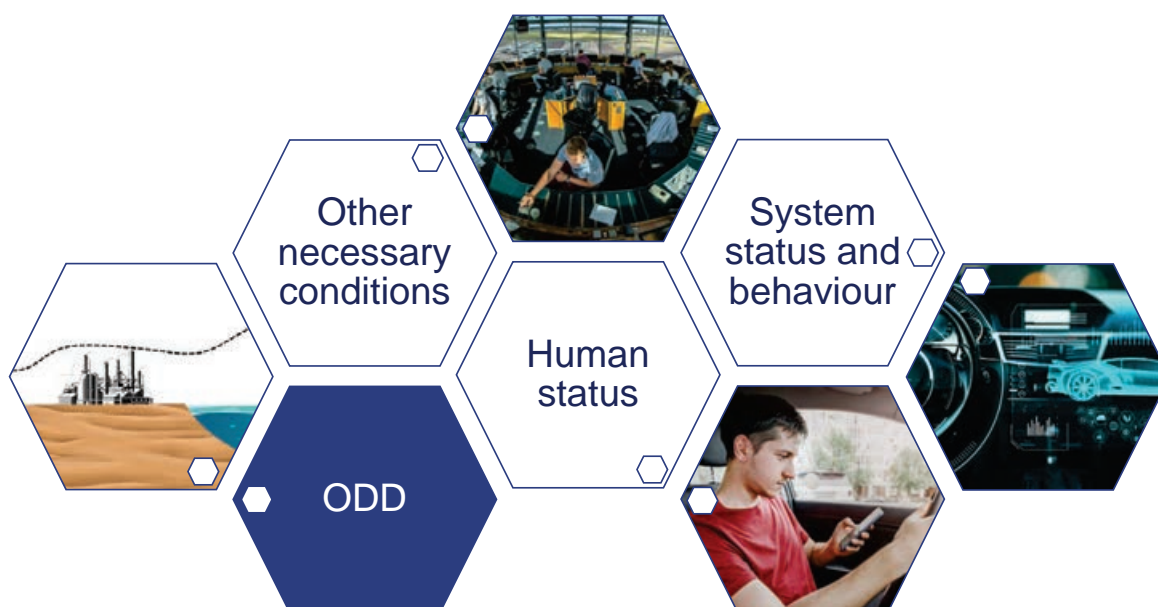 Other
necessary
conditions
System
status and
behaviour
Human
status
ODD